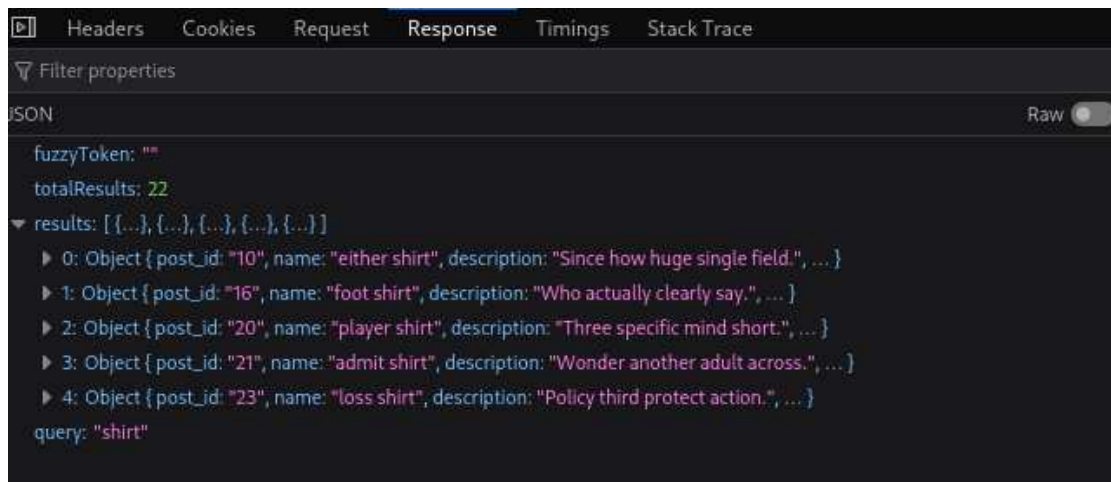 Headers Cookies Request Response Timings Stack Trace
Filter properties
JSON Raw
fuzzyToken: ""
totalResults: 22
results: [ {…}, {…}, {…}, {…}, {…} ]
0: Object { post_id: "10", name: "either shirt", description: "Since how huge single field.", … }
1: Object { post_id: "16", name: "foot shirt", description: "Who actually clearly say.", … }
2: Object { post_id: "20", name: "player shirt", description: "Three specific mind short.", … }
3: Object { post_id: "21", name: "admit shirt", description: "Wonder another adult across.", … }
4: Object { post_id: "23", name: "loss shirt", description: "Policy third protect action.", … }
query: "shirt"